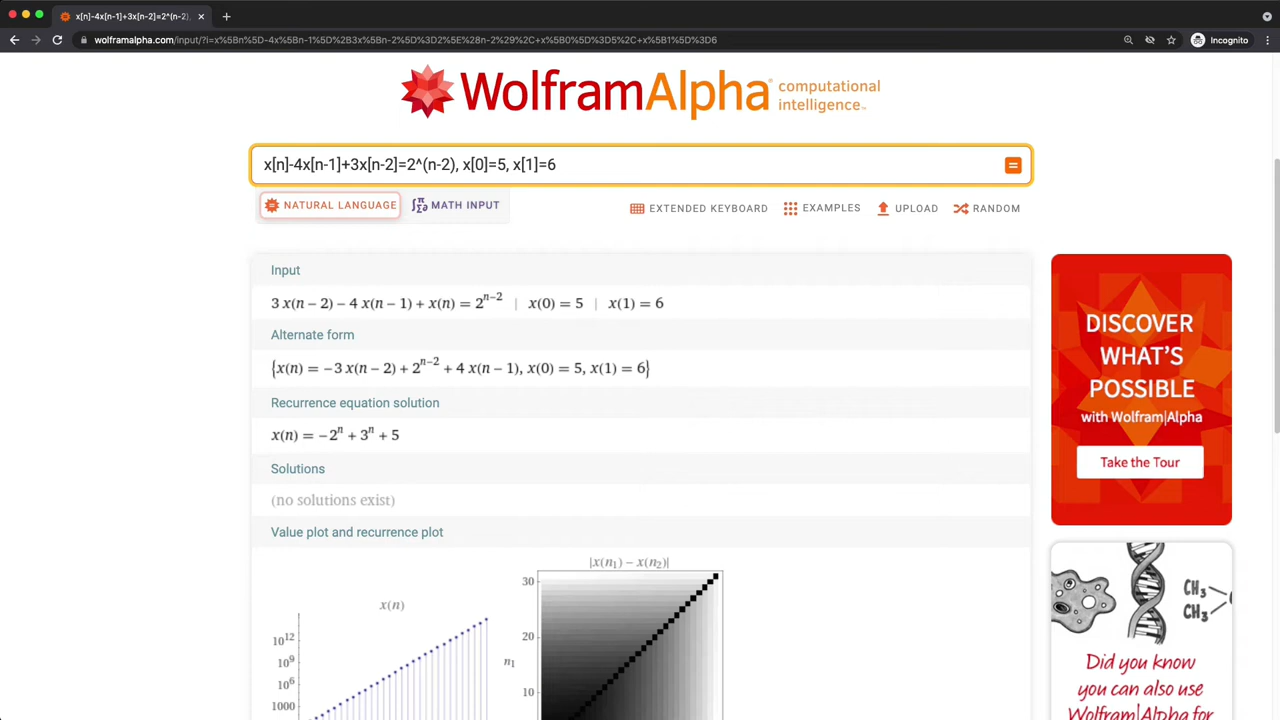 x[n]-4x[n-1]+3x[n-2]=2^(n-2),
wolframalpha.com/input/?i=x%5Bn%5D-4x%5Bn-1%5D%2B3x%5Bn-2%5D%3D2%5E%28n-2%29%2C+x%5B0%5D%3D5%2C+x%5B1%5D%3D6
Incognito
WolframAlpha computational
intelligence™
x[n]-4x[n-1]+3x[n-2]=2^(n-2), x[0]=5, x[1]=6
NATURAL LANGUAGE
MATH INPUT
EXTENDED KEYBOARD
EXAMPLES
UPLOAD
RANDOM
Input
3 x(n − 2) − 4 x(n − 1) + x(n) = 2^(n−2) | x(0) = 5 | x(1) = 6
Alternate form
{x(n) = −3 x(n − 2) + 2^(n−2) + 4 x(n − 1), x(0) = 5, x(1) = 6}
Recurrence equation solution
x(n) = −2^n + 3^n + 5
Solutions
(no solutions exist)
Value plot and recurrence plot
x(n)
10^12
10^9
10^6
1000
|x(n₁) − x(n₂)|
30
20
n₁
10
DISCOVER
WHAT'S
POSSIBLE
with Wolfram|Alpha
Take the Tour
CH₃
CH₃
Did you know
you can also use
Wolfram|Alpha for